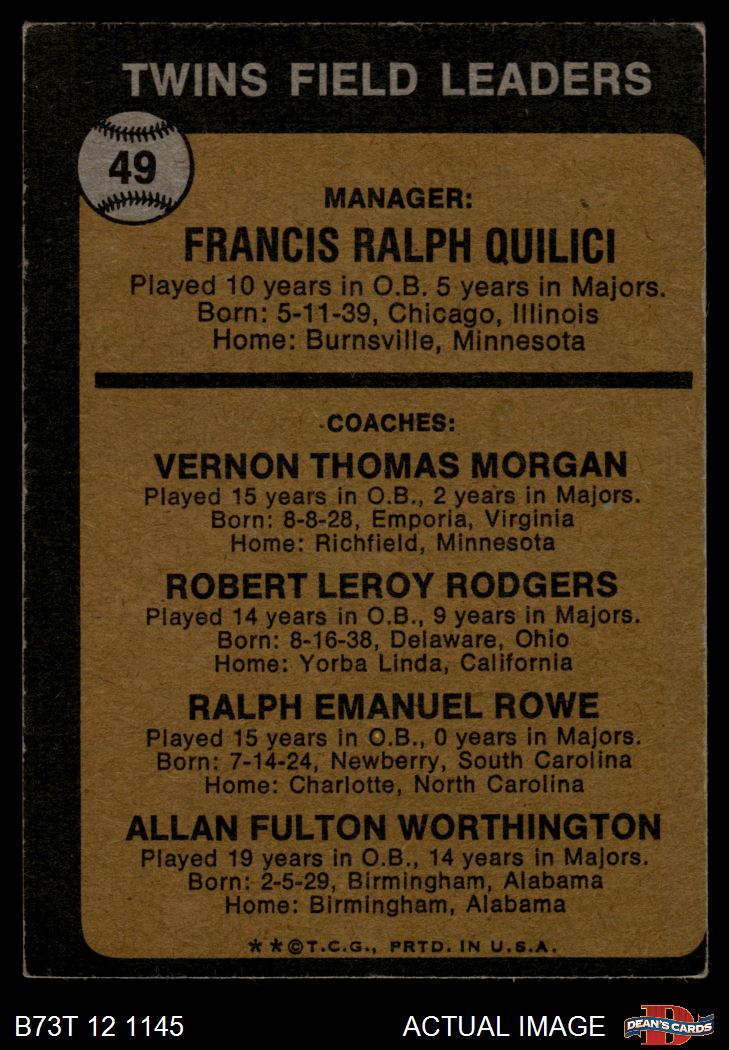 TWINS FIELD LEADERS
49
MANAGER:
FRANCIS RALPH QUILICI
Played 10 years in O.B. 5 years in Majors.
Born: 5-11-39, Chicago, Illinois
Home: Burnsville, Minnesota
COACHES:
VERNON THOMAS MORGAN
Played 15 years in O.B., 2 years in Majors.
Born: 8-8-28, Emporia, Virginia
Home: Richfield, Minnesota
ROBERT LEROY RODGERS
Played 14 years in O.B., 9 years in Majors.
Born: 8-16-38, Delaware, Ohio
Home: Yorba Linda, California
RALPH EMANUEL ROWE
Played 15 years in O.B., 0 years in Majors.
Born: 7-14-24, Newberry, South Carolina
Home: Charlotte, North Carolina
ALLAN FULTON WORTHINGTON
Played 19 years in O.B., 14 years in Majors.
Born: 2-5-29, Birmingham, Alabama
Home: Birmingham, Alabama
**©T.C.G., PRTD. IN U.S.A.
B73T 12 1145
ACTUAL IMAGE
D
DEAN'S CARDS